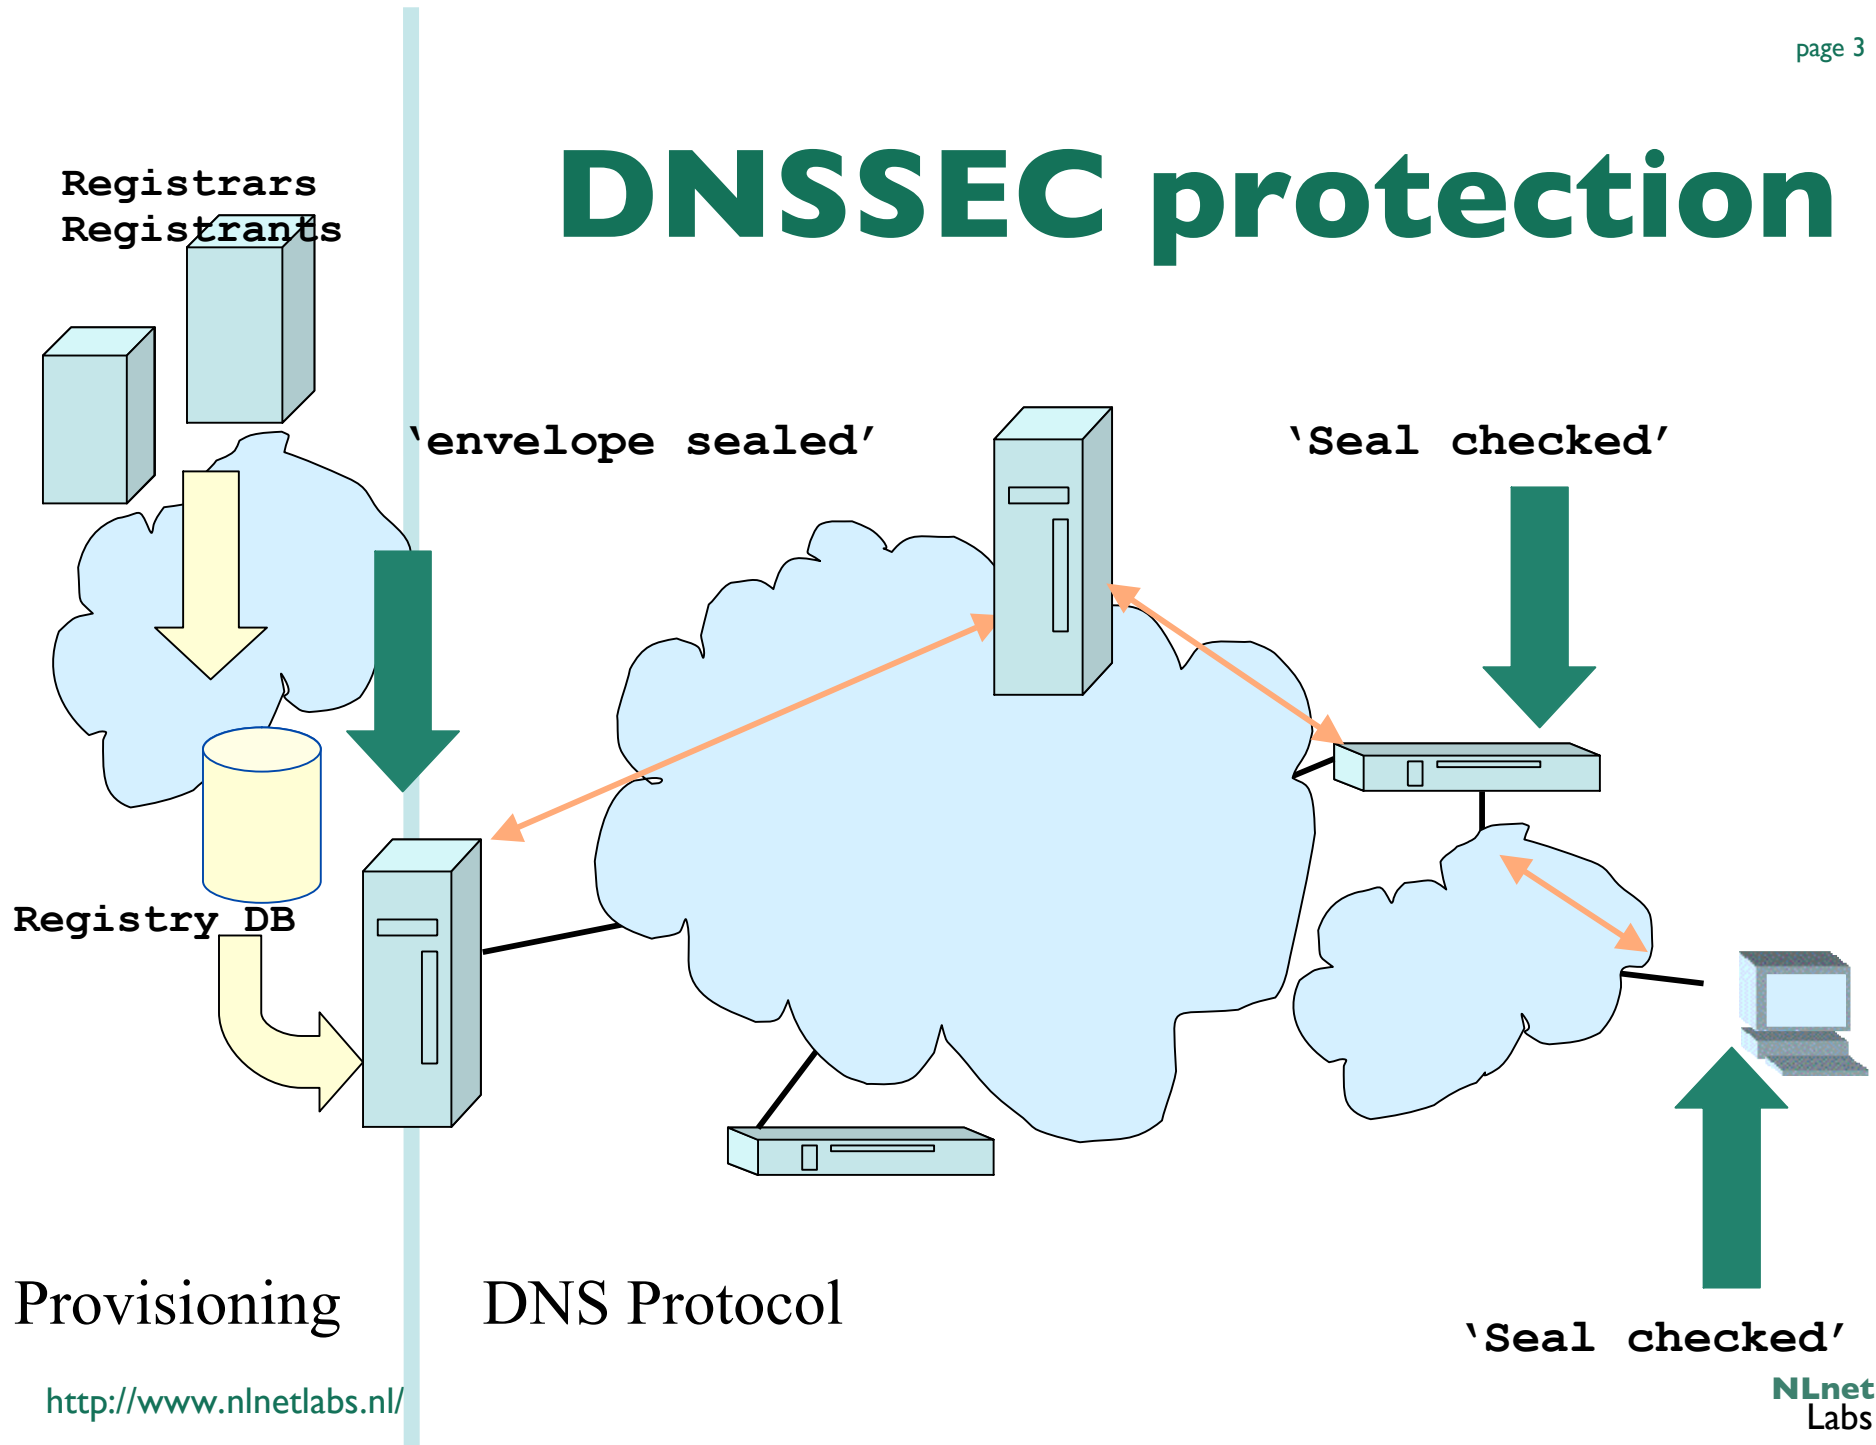 page 3
DNSSEC protection
Registrars
Registrants
‘envelope sealed’
‘Seal checked’
Registry DB
Provisioning
DNS Protocol
‘Seal checked’
http://www.nlnetlabs.nl/
NLnet
Labs